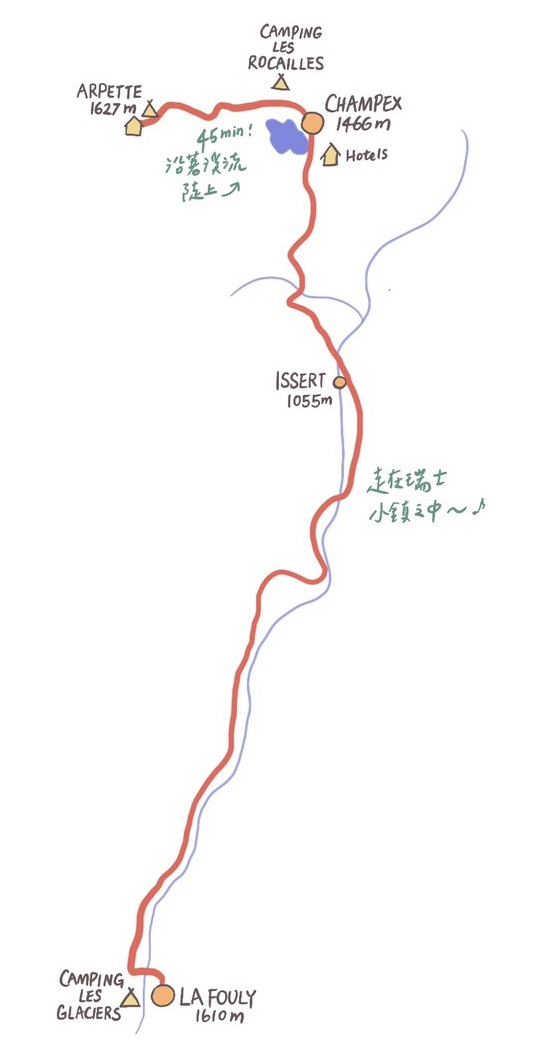 CAMPING
LES
ROCAILLES
ARPETTE
1627m
CHAMPEX
1466m
45min!
沿著溪流
陡上↗
Hotels
ISSERT
1055m
走在瑞士
小鎮之中～♪
CAMPING
LES
GLACIERS
LA FOULY
1610m